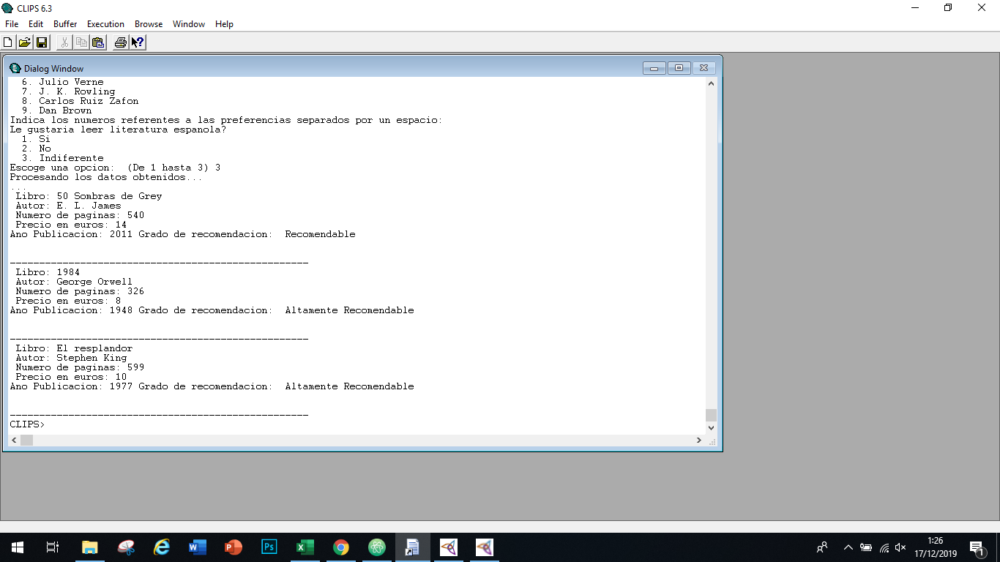 CLIPS 6.3
File Edit Buffer Execution Browse Window Help
Dialog Window
6. Julio Verne
7. J. K. Rowling
8. Carlos Ruiz Zafon
9. Dan Brown
Indica los numeros referentes a las preferencias separados por un espacio:
Le gustaria leer literatura espanola?
1. Si
2. No
3. Indiferente
Escoge una opcion:  (De 1 hasta 3) 3
Procesando los datos obtenidos...
...
Libro: 50 Sombras de Grey
Autor: E. L. James
Numero de paginas: 540
Precio en euros: 14
Ano Publicacion: 2011 Grado de recomendacion:  Recomendable
___________________________________________________
Libro: 1984
Autor: George Orwell
Numero de paginas: 326
Precio en euros: 8
Ano Publicacion: 1948 Grado de recomendacion:  Altamente Recomendable
___________________________________________________
Libro: El resplandor
Autor: Stephen King
Numero de paginas: 599
Precio en euros: 10
Ano Publicacion: 1977 Grado de recomendacion:  Altamente Recomendable
___________________________________________________
CLIPS>
1:26
17/12/2019
1